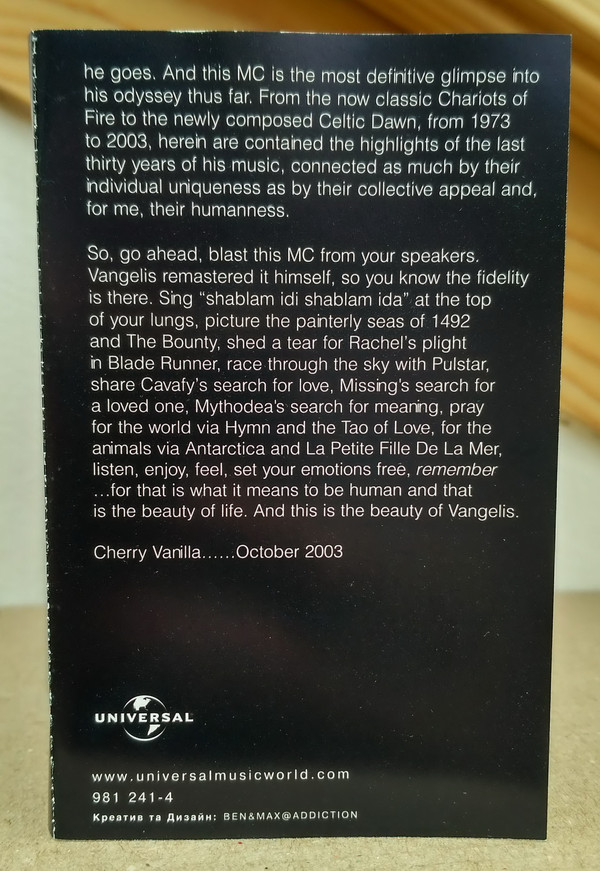 he goes. And this MC is the most definitive glimpse into
his odyssey thus far. From the now classic Chariots of
Fire to the newly composed Celtic Dawn, from 1973
to 2003, herein are contained the highlights of the last
thirty years of his music, connected as much by their
individual uniqueness as by their collective appeal and,
for me, their humanness.
So, go ahead, blast this MC from your speakers.
Vangelis remastered it himself, so you know the fidelity
is there. Sing “shablam idi shablam ida” at the top
of your lungs, picture the painterly seas of 1492
and The Bounty, shed a tear for Rachel's plight
in Blade Runner, race through the sky with Pulstar,
share Cavafy's search for love, Missing's search for
a loved one, Mythodea's search for meaning, pray
for the world via Hymn and the Tao of Love, for the
animals via Antarctica and La Petite Fille De La Mer,
listen, enjoy, feel, set your emotions free, remember
...for that is what it means to be human and that
is the beauty of life. And this is the beauty of Vangelis.
Cherry Vanilla......October 2003
UNIVERSAL
www.universalmusicworld.com
981 241-4
Креатив та Дизайн: BEN&MAX@ADDICTION